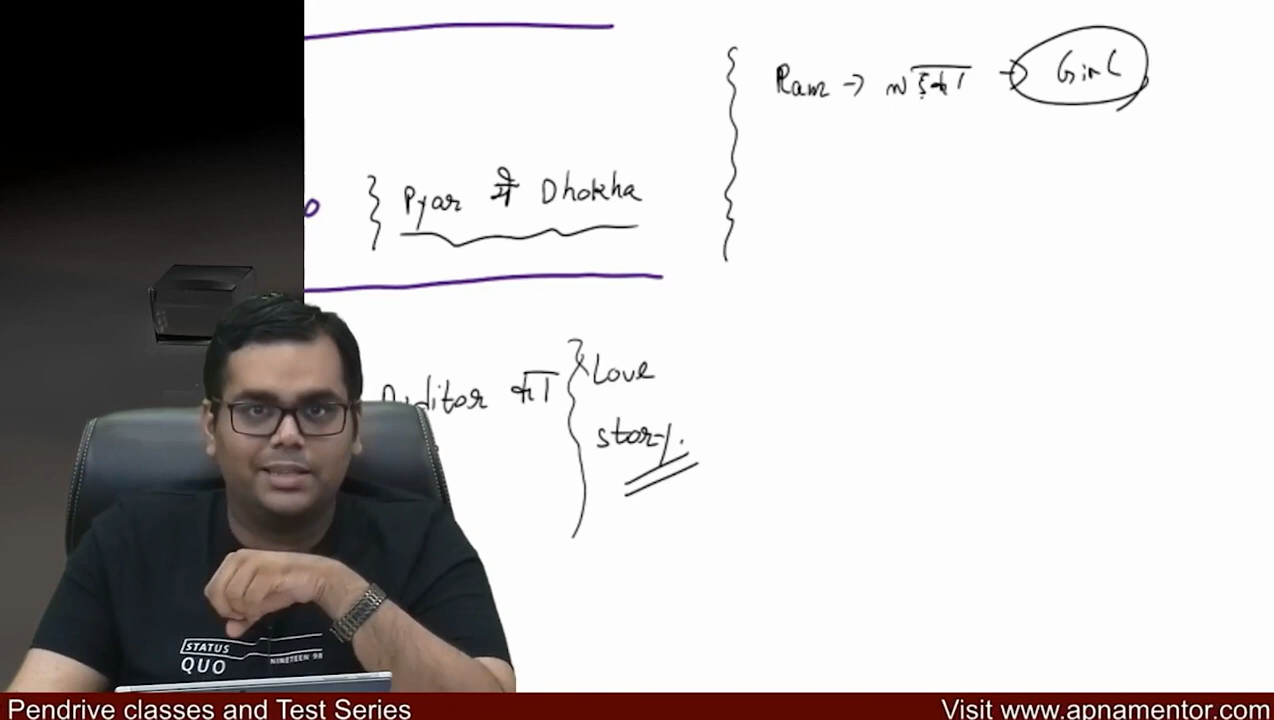 Ram → लड़का → Girl
} Pyar में Dhokha
Auditor का } Love
story.
STATUS
QUO
NINETEEN 98
Pendrive classes and Test Series
Visit www.apnamentor.com